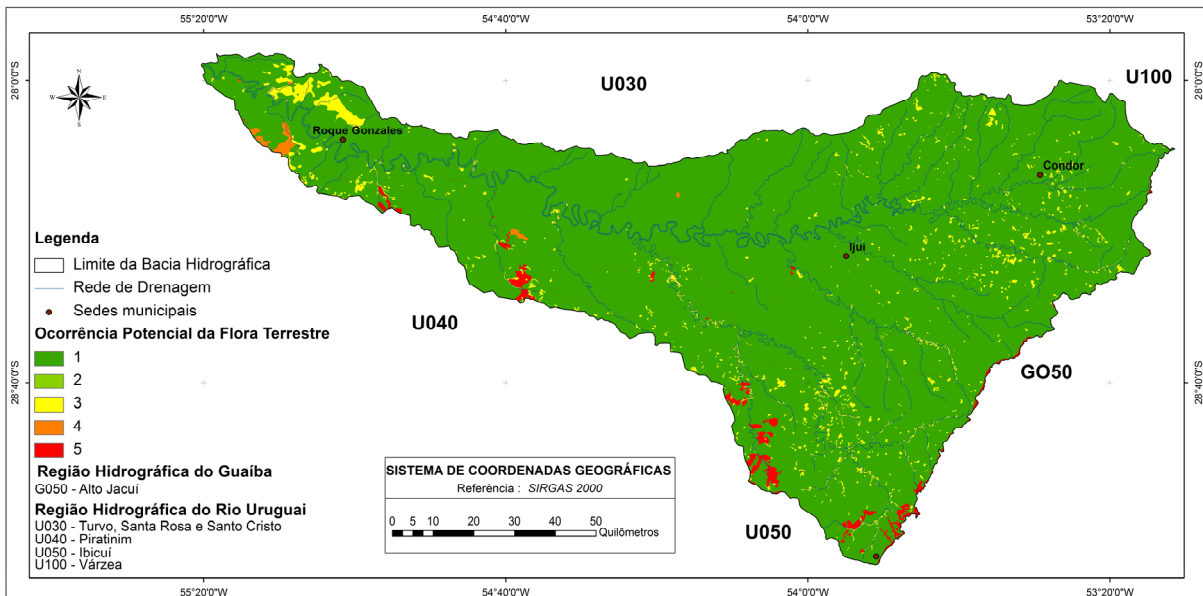 55°20'0"W
54°40'0"W
54°0'0"W
53°20'0"W
28°0'0"S
28°0'0"S
N
W
E
S
U030
U100
Roque Gonzales
Condor
Ijuí
U040
GO50
U050
28°40'0"S
28°40'0"S
Legenda
Limite da Bacia Hidrográfica
Rede de Drenagem
Sedes municipais
Ocorrência Potencial da Flora Terrestre
1
2
3
4
5
Região Hidrográfica do Guaíba
G050 - Alto Jacuí
Região Hidrográfica do Rio Uruguai
U030 - Turvo, Santa Rosa e Santo Cristo
U040 - Piratinim
U050 - Ibicuí
U100 - Várzea
SISTEMA DE COORDENADAS GEOGRÁFICAS
Referência : SIRGAS 2000
0 5 10 20 30 40 50
Quilômetros
55°20'0"W
54°40'0"W
54°0'0"W
53°20'0"W